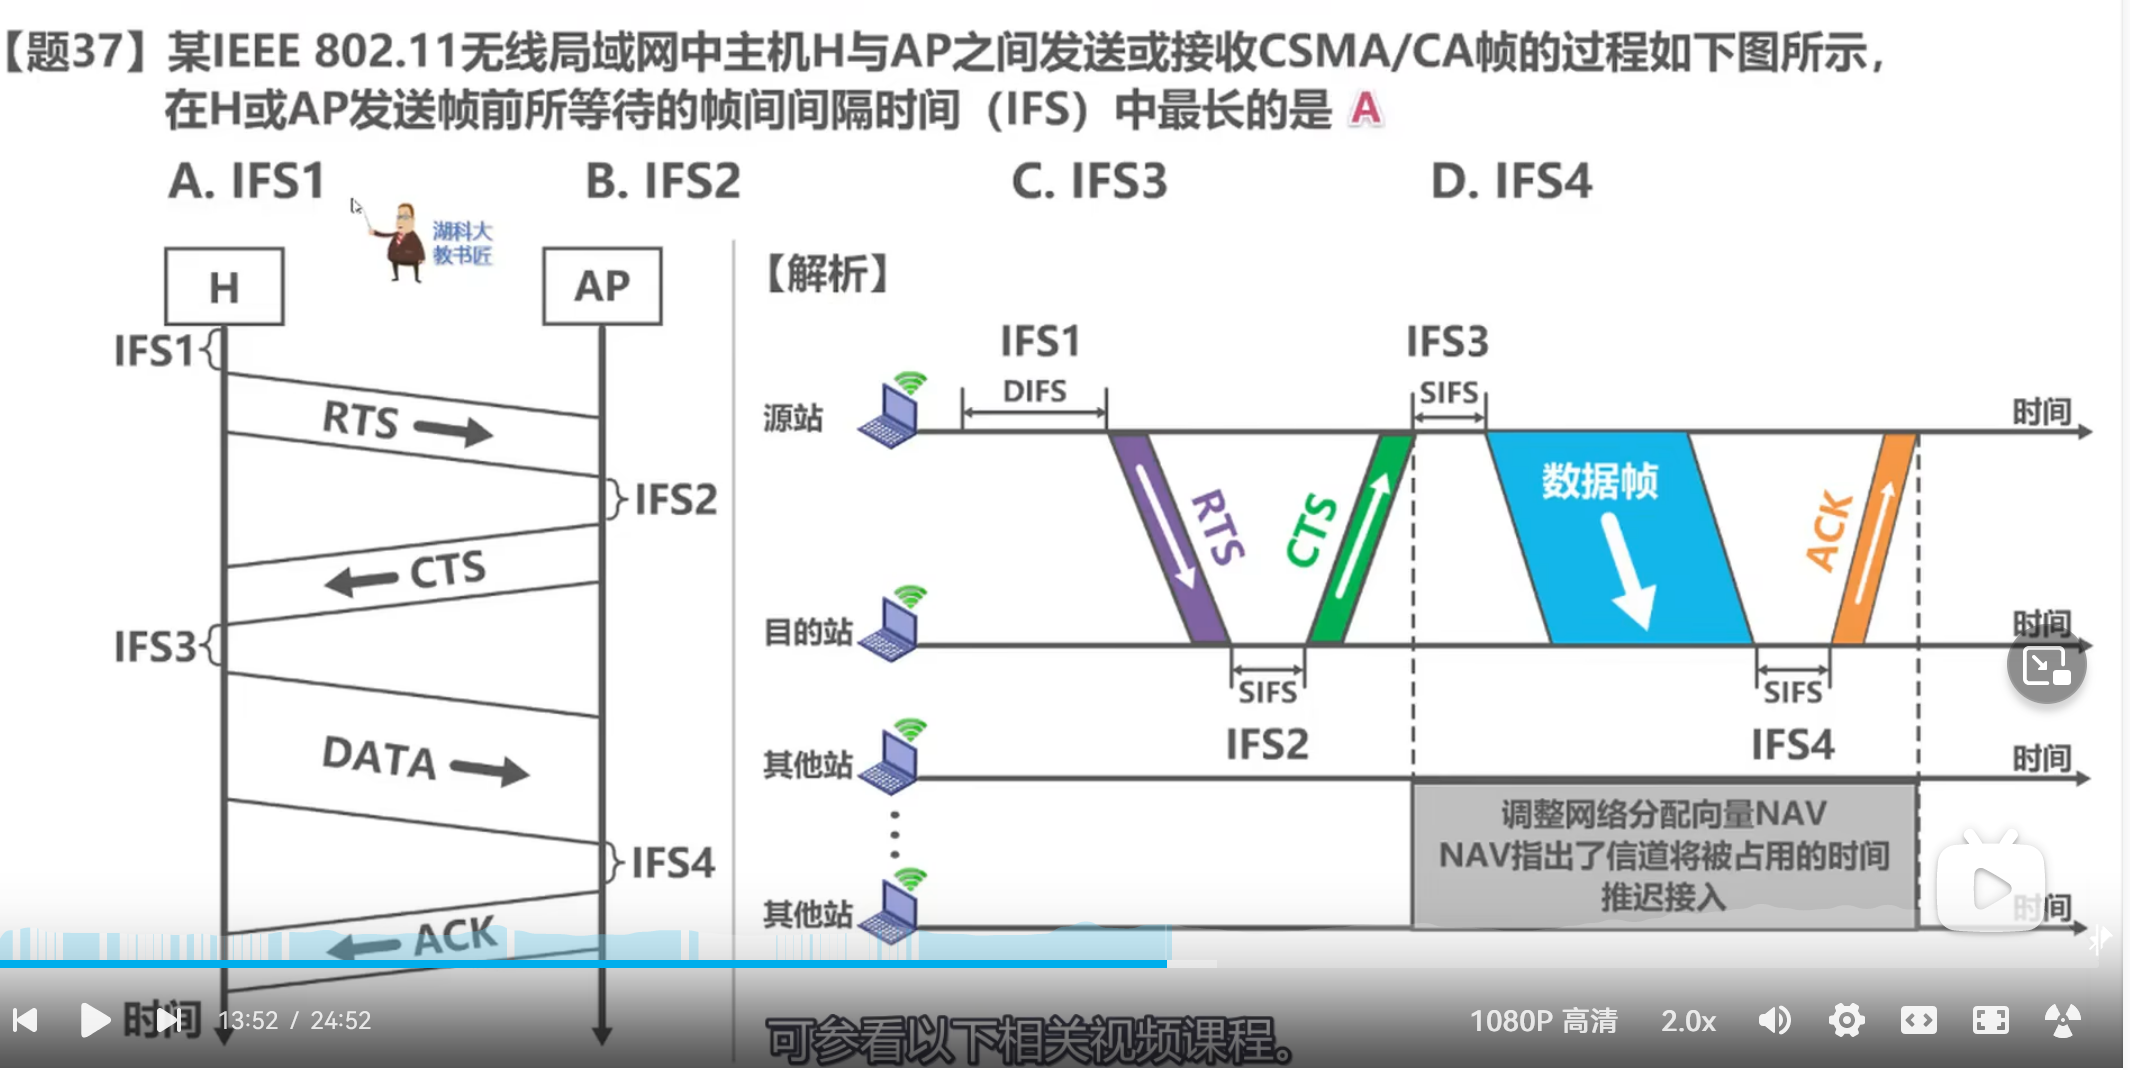 【题37】某IEEE 802.11无线局域网中主机H与AP之间发送或接收CSMA/CA帧的过程如下图所示，
在H或AP发送帧前所等待的帧间间隔时间（IFS）中最长的是 A
A. IFS1 B. IFS2 C. IFS3 D. IFS4
湖科大
教书匠
H
AP
IFS1
RTS
IFS2
CTS
IFS3
DATA
IFS4
ACK
时间
【解析】
IFS1
IFS3
DIFS
SIFS
源站
时间
RTS
CTS
数据帧
ACK
目的站
时间
SIFS
SIFS
IFS2
IFS4
其他站
时间
调整网络分配向量NAV
NAV指出了信道将被占用的时间
推迟接入
其他站
时间
可参看以下相关视频课程。
13:52 / 24:52
1080P 高清
2.0x